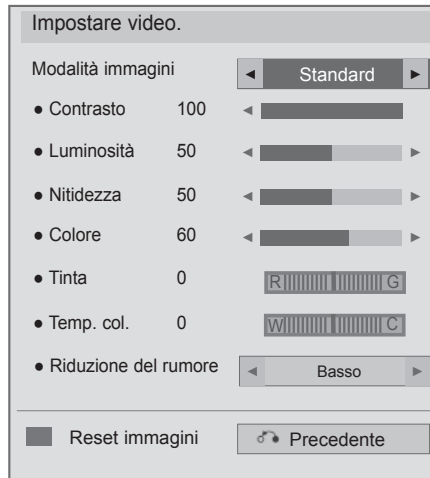 Impostare video.
Modalità immagini ◄ Standard ►
● Contrasto 100 ◄
● Luminosità 50 ◄ ►
● Nitidezza 50 ◄ ►
● Colore 60 ◄ ►
● Tinta 0 R G
● Temp. col. 0 W C
● Riduzione del rumore ◄ Basso ►
Reset immagini Precedente